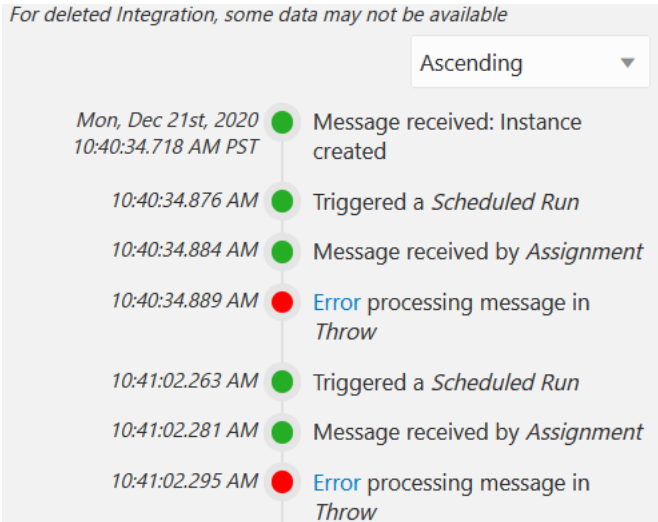 For deleted Integration, some data may not be available
Ascending
Mon, Dec 21st, 2020
10:40:34.718 AM PST
Message received: Instance
created
10:40:34.876 AM
Triggered a Scheduled Run
10:40:34.884 AM
Message received by Assignment
10:40:34.889 AM
Error processing message in
Throw
10:41:02.263 AM
Triggered a Scheduled Run
10:41:02.281 AM
Message received by Assignment
10:41:02.295 AM
Error processing message in
Throw